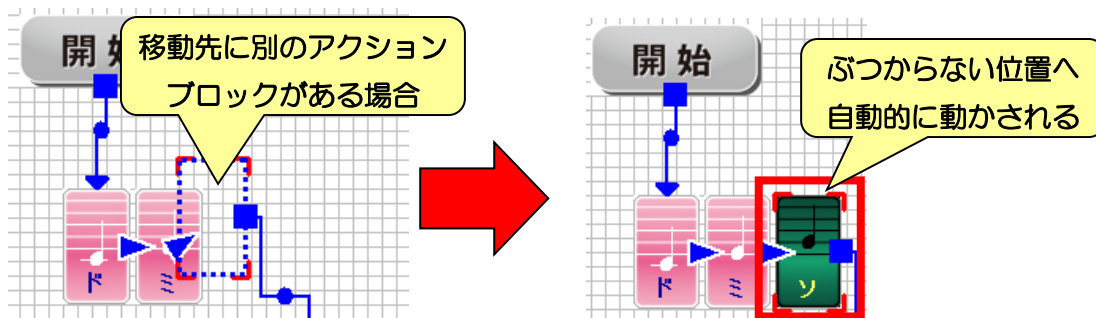 開始
移動先に別のアクション
ブロックがある場合
ド
ミ
開始
ぶつからない位置へ
自動的に動かされる
ド
ミ
ソ